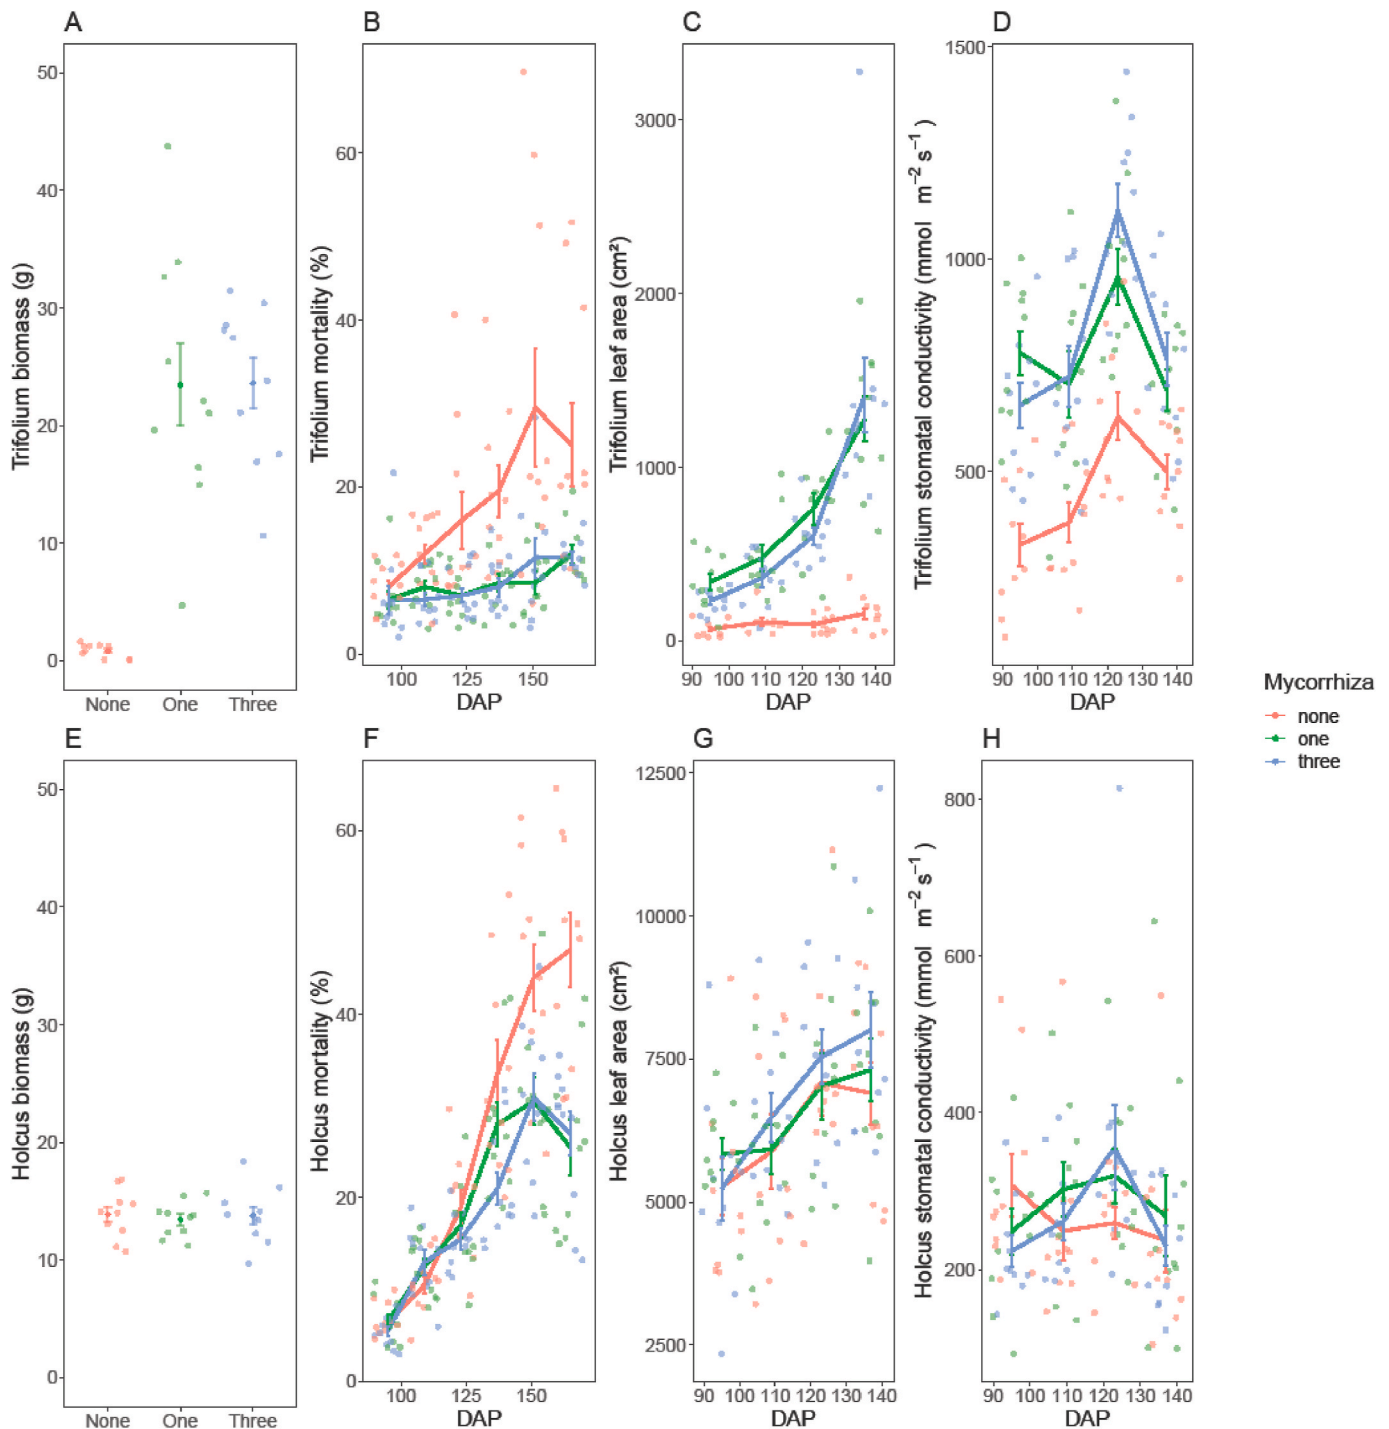 A
B
C
D
Trifolium biomass (g)
50
40
30
20
10
0
None One Three
Trifolium mortality (%)
60
40
20
0
100 125 150
DAP
Trifolium leaf area (cm²)
3000
2000
1000
0
90 100 110 120 130 140
DAP
Trifolium stomatal conductivity (mmol m⁻² s⁻¹ )
1500
1000
500
90 100 110 120 130 140
DAP
Mycorrhiza
none
one
three
E
F
G
H
Holcus biomass (g)
50
40
30
20
10
0
None One Three
Holcus mortality (%)
60
40
20
0
100 125 150
DAP
Holcus leaf area (cm²)
12500
10000
7500
5000
2500
90 100 110 120 130 140
DAP
Holcus stomatal conductivity (mmol m⁻² s⁻¹ )
800
600
400
200
90 100 110 120 130 140
DAP